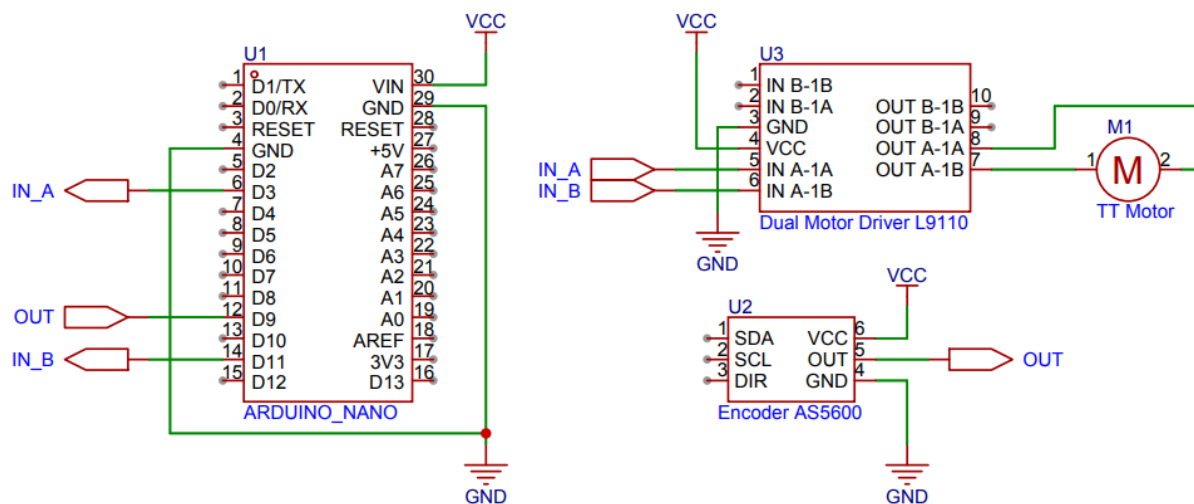 VCC
U1
1 D1/TX VIN 30
2 D0/RX GND 29
3 RESET RESET 28
4 GND +5V 27
5 D2 A7 26
IN_A 6 D3 A6 25
7 D4 A5 24
8 D5 A4 23
9 D6 A3 22
10 D7 A2 21
11 D8 A1 20
OUT 12 D9 A0 19
13 D10 AREF 18
IN_B 14 D11 3V3 17
15 D12 D13 16
ARDUINO_NANO
GND
VCC
U3
1 IN B-1B
2 IN B-1A OUT B-1B 10
3 GND OUT B-1A 9
4 VCC OUT A-1A 8
IN_A 5 IN A-1A OUT A-1B 7
IN_B 6 IN A-1B
Dual Motor Driver L9110
GND
M1
1 M 2
TT Motor
VCC
U2
1 SDA VCC 6
2 SCL OUT 5 OUT
3 DIR GND 4
Encoder AS5600
GND